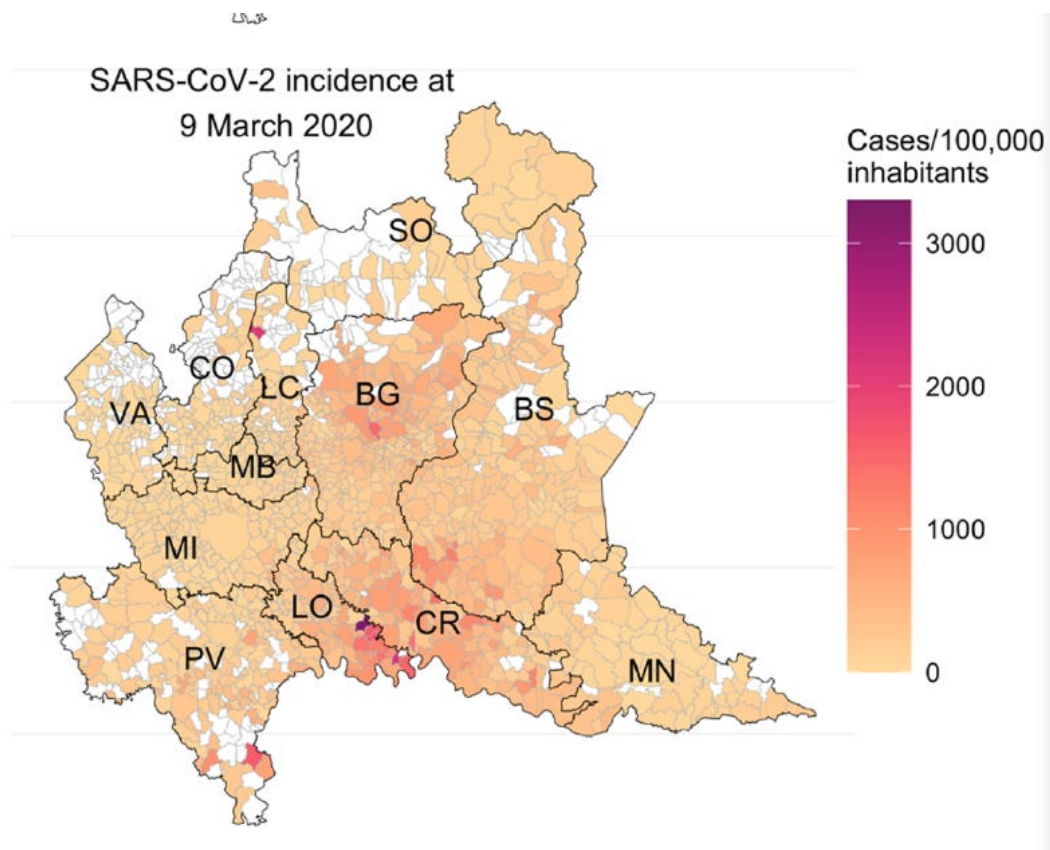 SARS-CoV-2 incidence at
9 March 2020
Cases/100,000
inhabitants
3000
2000
1000
0
SO
CO
LC
VA
BG
BS
MB
MI
LO
CR
PV
MN